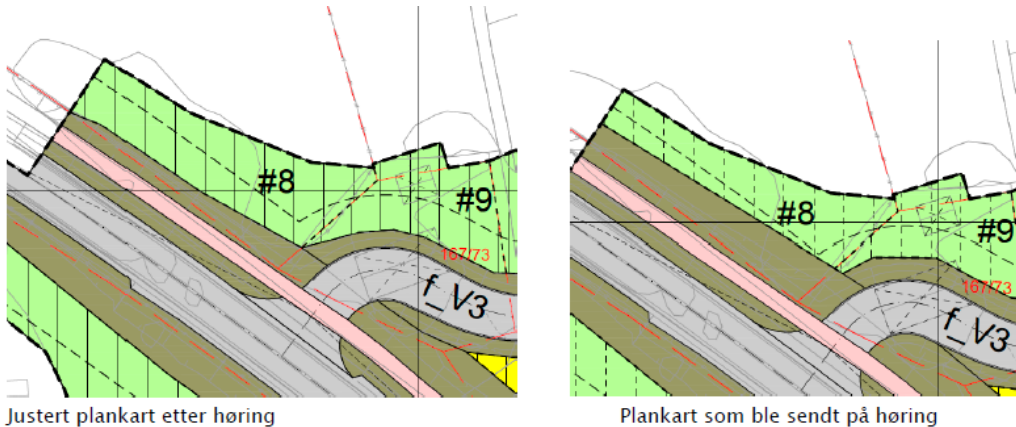 #8
#9
167/73
f_V3
Justert plankart etter høring
#8
#9
167/73
f_V3
Plankart som ble sendt på høring